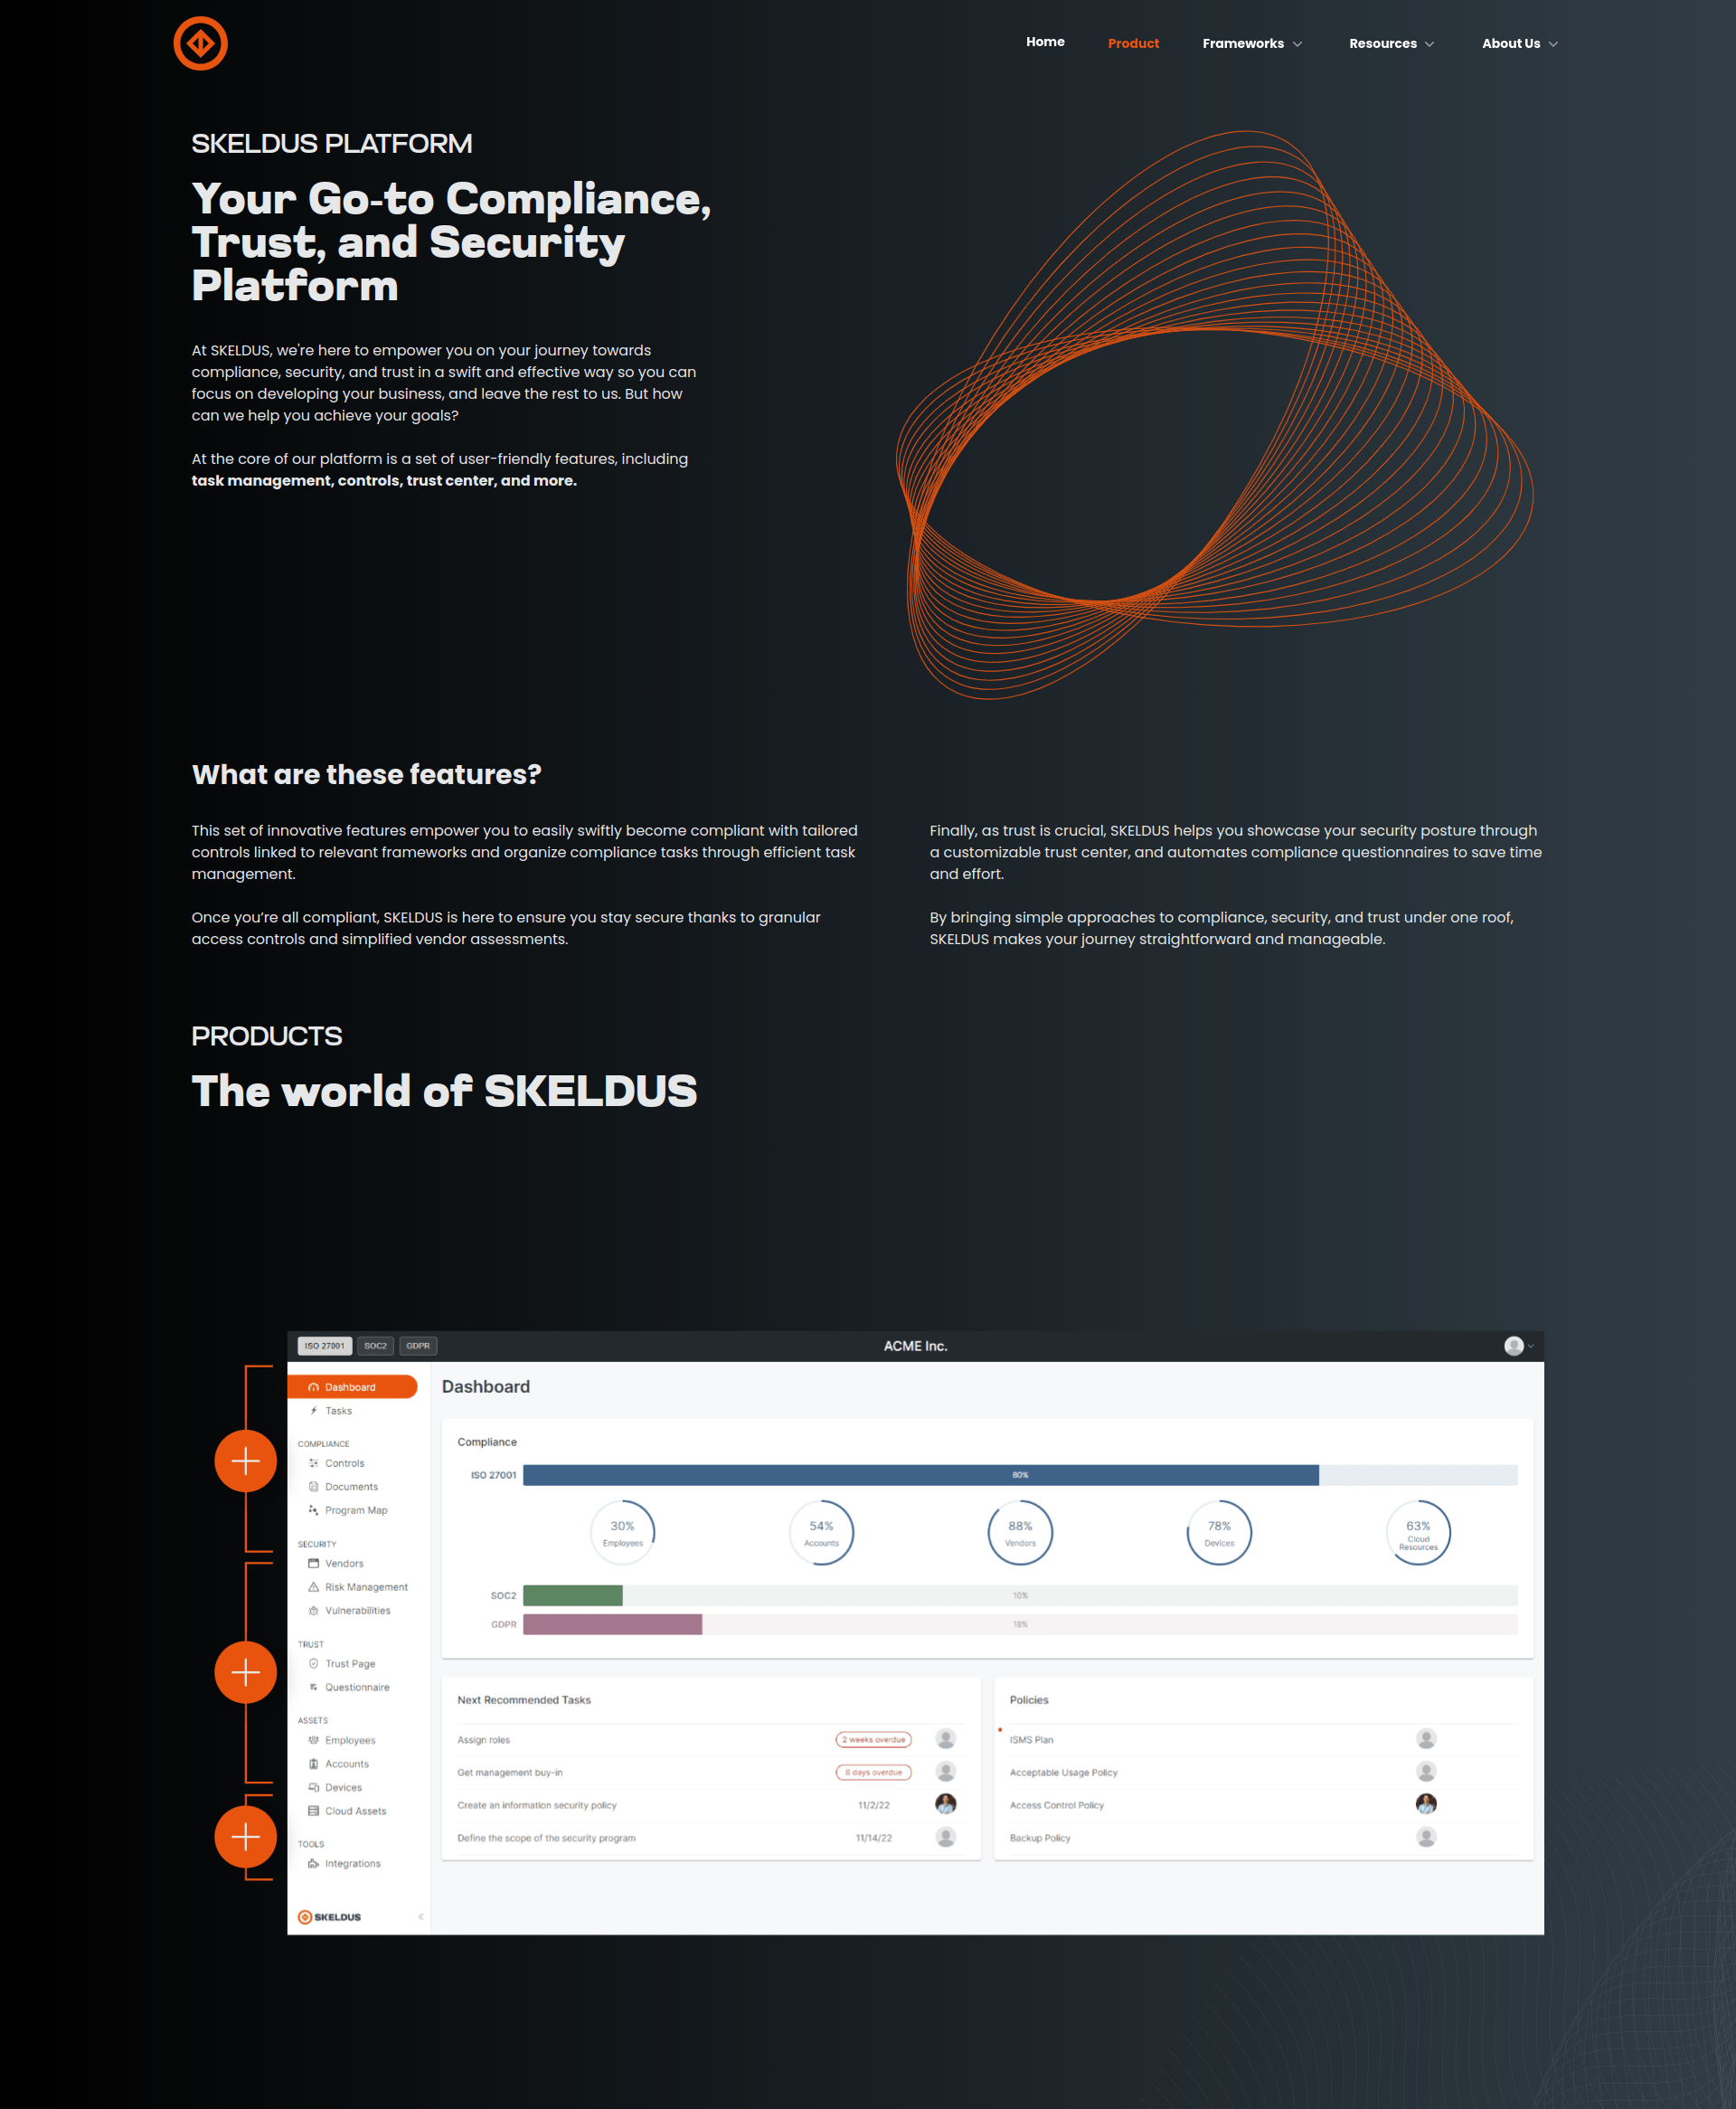 Home
Product
Frameworks
Resources
About Us
SKELDUS PLATFORM
Your Go-to Compliance,
Trust, and Security
Platform
At SKELDUS, we're here to empower you on your journey towards
compliance, security, and trust in a swift and effective way so you can
focus on developing your business, and leave the rest to us. But how
can we help you achieve your goals?
At the core of our platform is a set of user-friendly features, including
task management, controls, trust center, and more.
What are these features?
This set of innovative features empower you to easily swiftly become compliant with tailored
controls linked to relevant frameworks and organize compliance tasks through efficient task
management.
Once you’re all compliant, SKELDUS is here to ensure you stay secure thanks to granular
access controls and simplified vendor assessments.
Finally, as trust is crucial, SKELDUS helps you showcase your security posture through
a customizable trust center, and automates compliance questionnaires to save time
and effort.
By bringing simple approaches to compliance, security, and trust under one roof,
SKELDUS makes your journey straightforward and manageable.
PRODUCTS
The world of SKELDUS
ISO 27001
SOC2
GDPR
ACME Inc.
Dashboard
Tasks
COMPLIANCE
Controls
Documents
Program Map
SECURITY
Vendors
Risk Management
Vulnerabilities
TRUST
Trust Page
Questionnaire
ASSETS
Employees
Accounts
Devices
Cloud Assets
TOOLS
Integrations
SKELDUS
Dashboard
Compliance
ISO 27001
80%
30%
Employees
54%
Accounts
88%
Vendors
78%
Devices
63%
Cloud
Resources
SOC2
10%
GDPR
18%
Next Recommended Tasks
Assign roles
2 weeks overdue
Get management buy-in
8 days overdue
Create an information security policy
11/2/22
Define the scope of the security program
11/14/22
Policies
ISMS Plan
Acceptable Usage Policy
Access Control Policy
Backup Policy